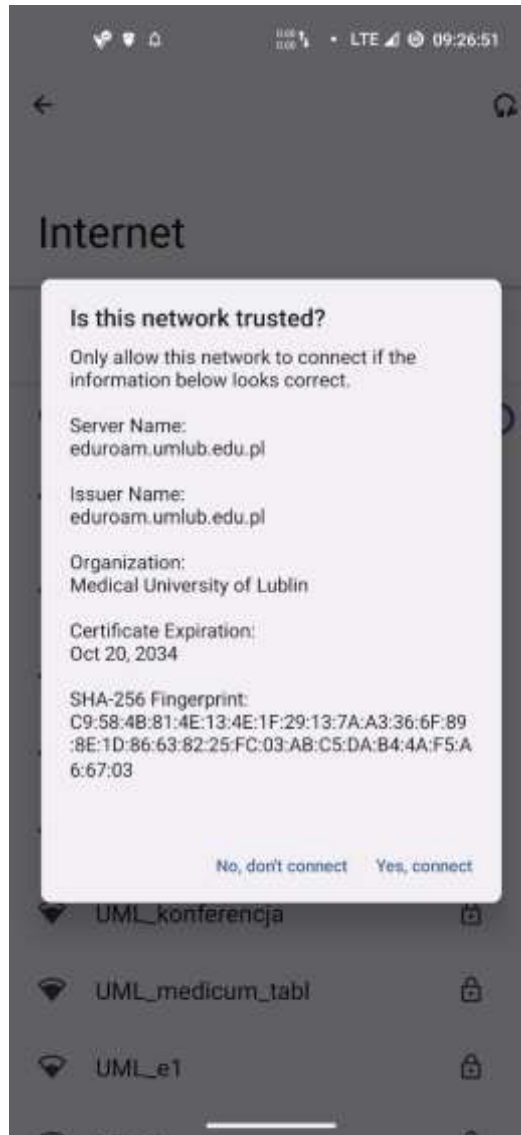 LTE 09:26:51
Internet
Is this network trusted?
Only allow this network to connect if the
information below looks correct.
Server Name:
eduroam.umlub.edu.pl
Issuer Name:
eduroam.umlub.edu.pl
Organization:
Medical University of Lublin
Certificate Expiration:
Oct 20, 2034
SHA-256 Fingerprint:
C9:58:4B:81:4E:13:4E:1F:29:13:7A:A3:36:6F:89
:8E:1D:86:63:82:25:FC:03:AB:C5:DA:B4:4A:F5:A
6:67:03
No, don't connect Yes, connect
UML_konferencja
UML_medicum_tabl
UML_e1